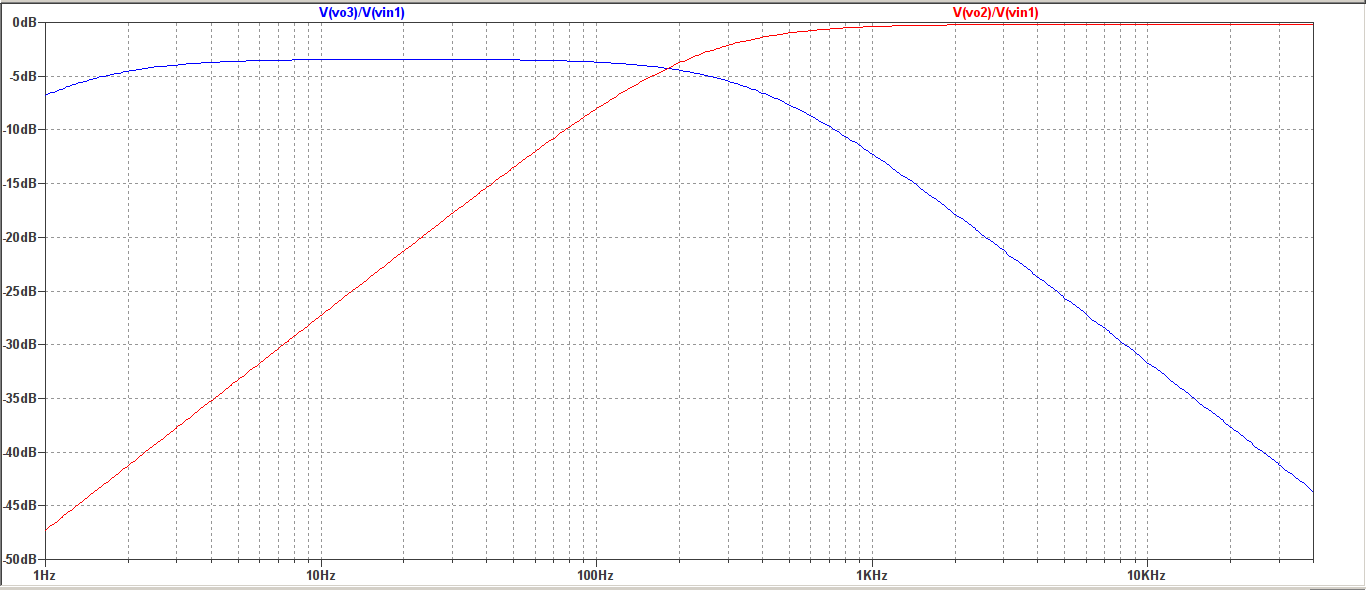 V(vo3)/V(vin1)
V(vo2)/V(vin1)
0dB
-5dB
-10dB
-15dB
-20dB
-25dB
-30dB
-35dB
-40dB
-45dB
-50dB
1Hz
10Hz
100Hz
1KHz
10KHz